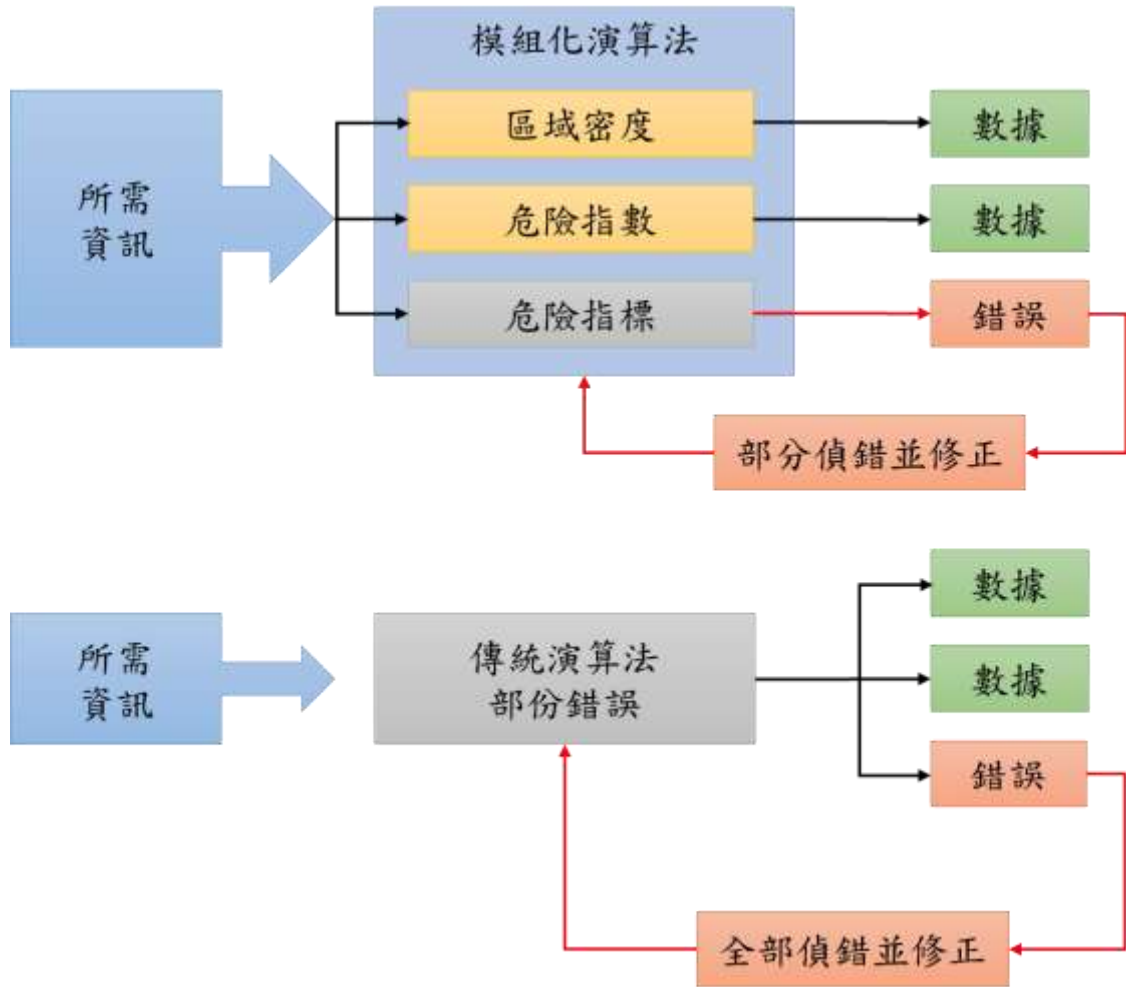 模組化演算法
所需
資訊
區域密度
數據
危險指數
數據
危險指標
錯誤
部分偵錯並修正
所需
資訊
傳統演算法
部份錯誤
數據
數據
錯誤
全部偵錯並修正